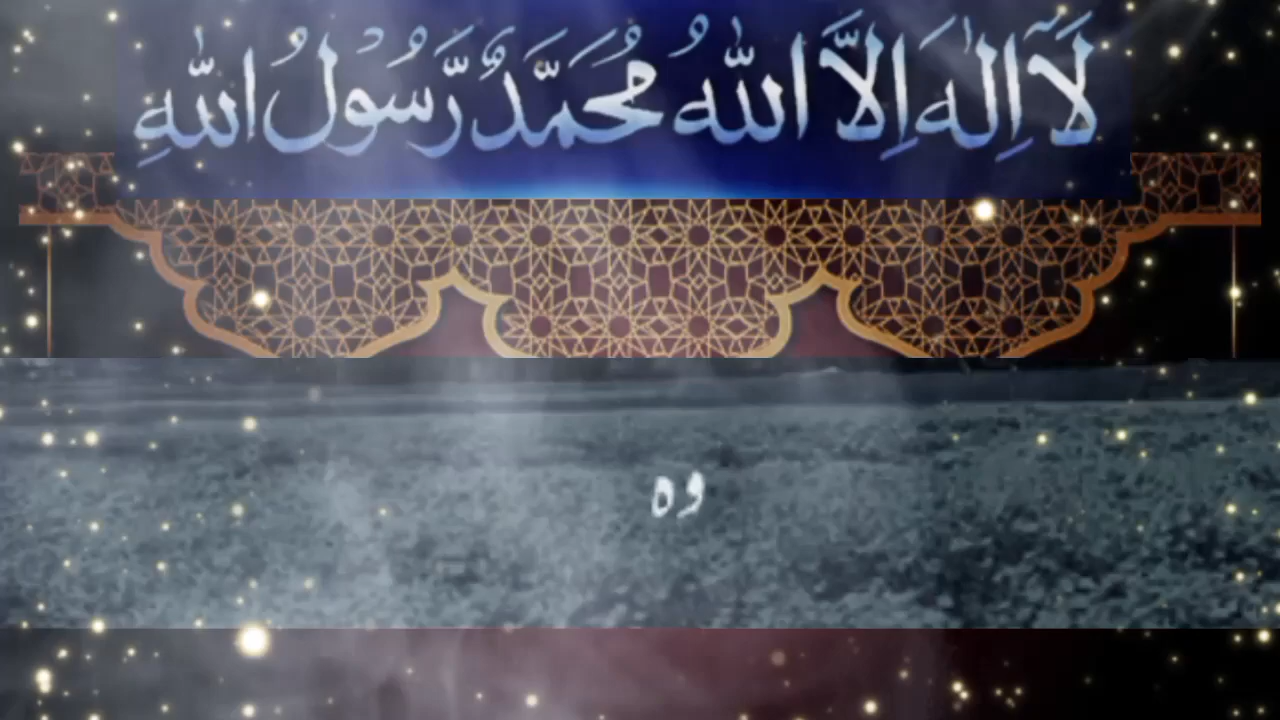 لَآ اِلٰهَ اِلَّا اللّٰهُ مُحَمَّدٌ رَّسُوْلُ اللّٰهِ
وہ